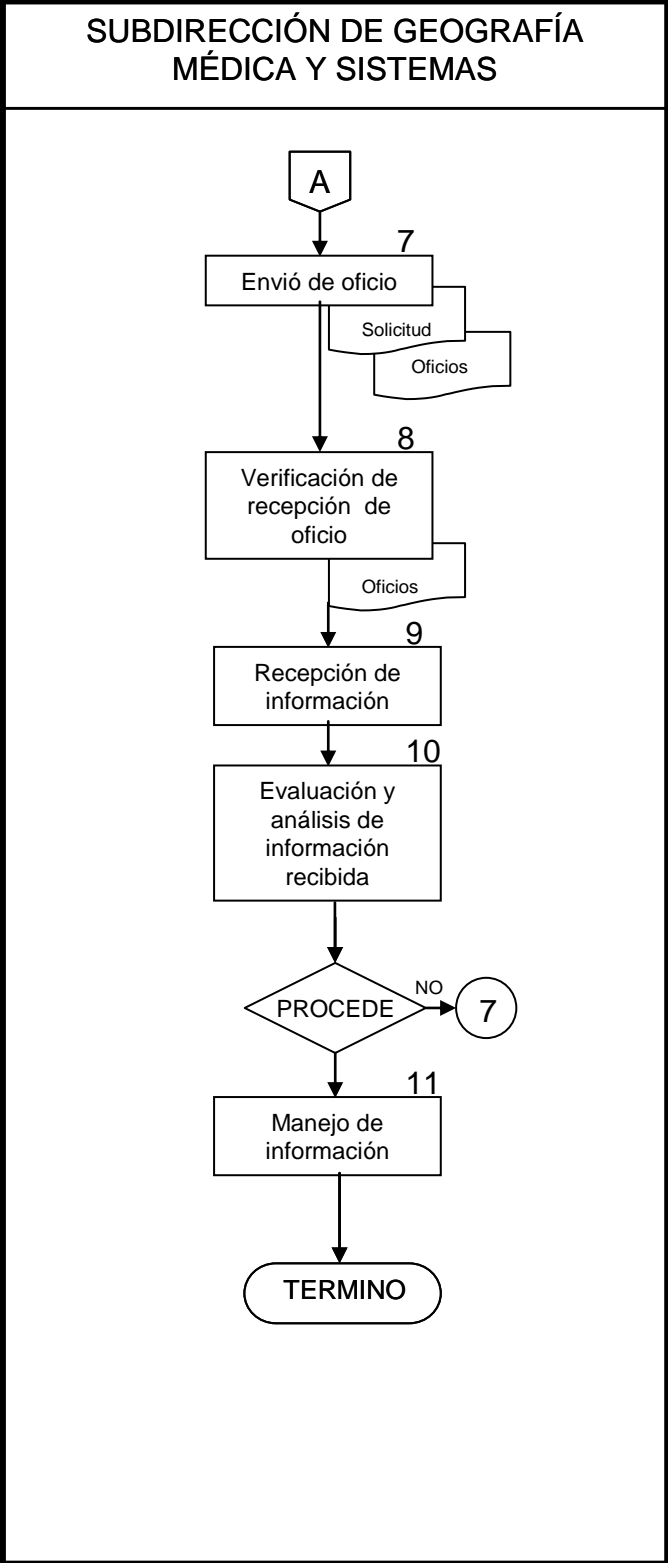 SUBDIRECCIÓN DE GEOGRAFÍA
MÉDICA Y SISTEMAS
A
7
Envió de oficio
Solicitud
Oficios
8
Verificación de
recepción de
oficio
Oficios
9
Recepción de
información
10
Evaluación y
análisis de
información
recibida
PROCEDE
NO
7
11
Manejo de
información
TERMINO